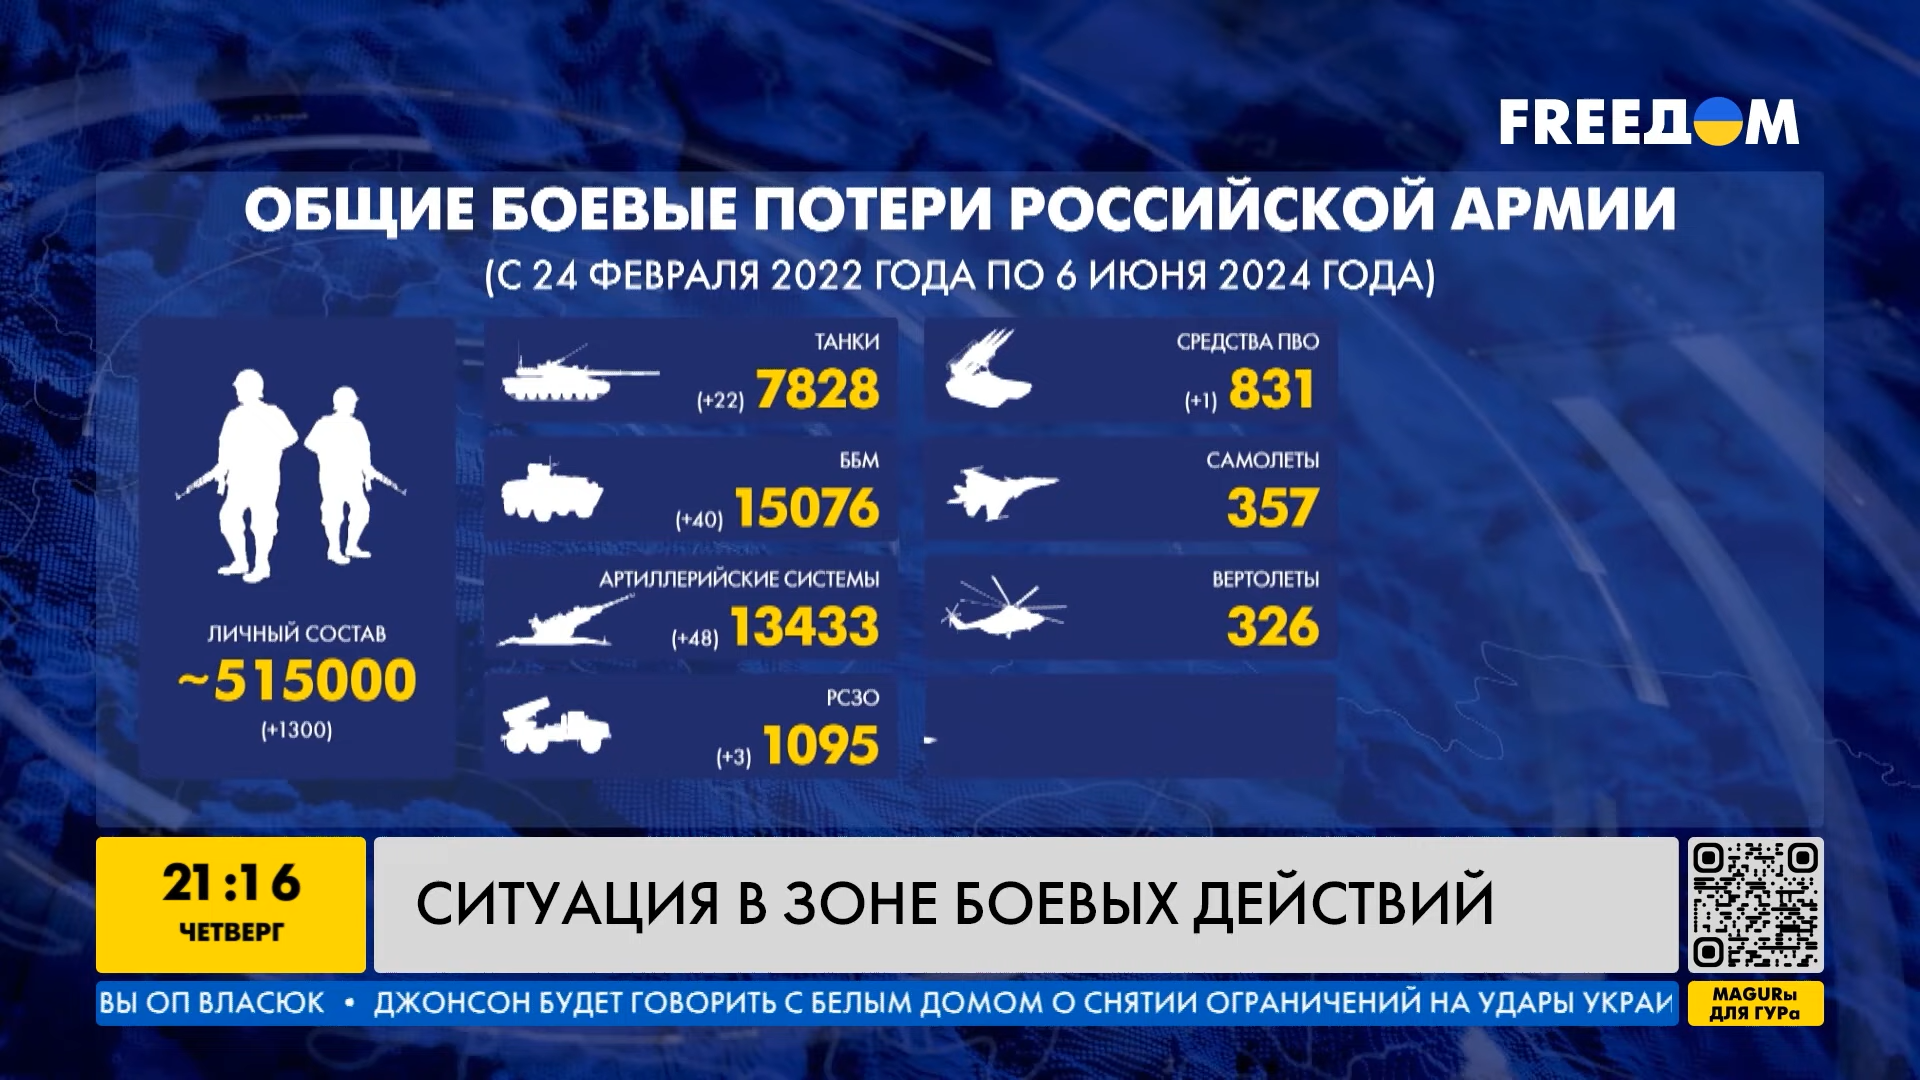 FREEДOM
ОБЩИЕ БОЕВЫЕ ПОТЕРИ РОССИЙСКОЙ АРМИИ
(С 24 ФЕВРАЛЯ 2022 ГОДА ПО 6 ИЮНЯ 2024 ГОДА)
ЛИЧНЫЙ СОСТАВ
~515000
(+1300)
ТАНКИ
(+22) 7828
ББМ
(+40) 15076
АРТИЛЛЕРИЙСКИЕ СИСТЕМЫ
(+48) 13433
РСЗО
(+3) 1095
СРЕДСТВА ПВО
(+1) 831
САМОЛЕТЫ
357
ВЕРТОЛЕТЫ
326
21:16
ЧЕТВЕРГ
СИТУАЦИЯ В ЗОНЕ БОЕВЫХ ДЕЙСТВИЙ
ВЫ ОП ВЛАСЮК • ДЖОНСОН БУДЕТ ГОВОРИТЬ С БЕЛЫМ ДОМОМ О СНЯТИИ ОГРАНИЧЕНИЙ НА УДАРЫ УКРАИ
MAGURы
ДЛЯ ГУРа